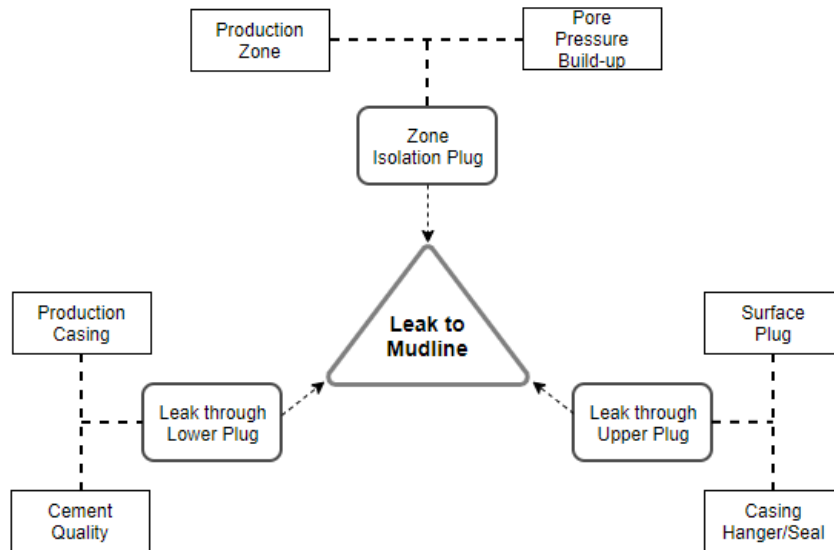 Production
Zone
Pore
Pressure
Build-up
Zone
Isolation Plug
Leak to
Mudline
Production
Casing
Surface
Plug
Leak through
Lower Plug
Leak through
Upper Plug
Cement
Quality
Casing
Hanger/Seal